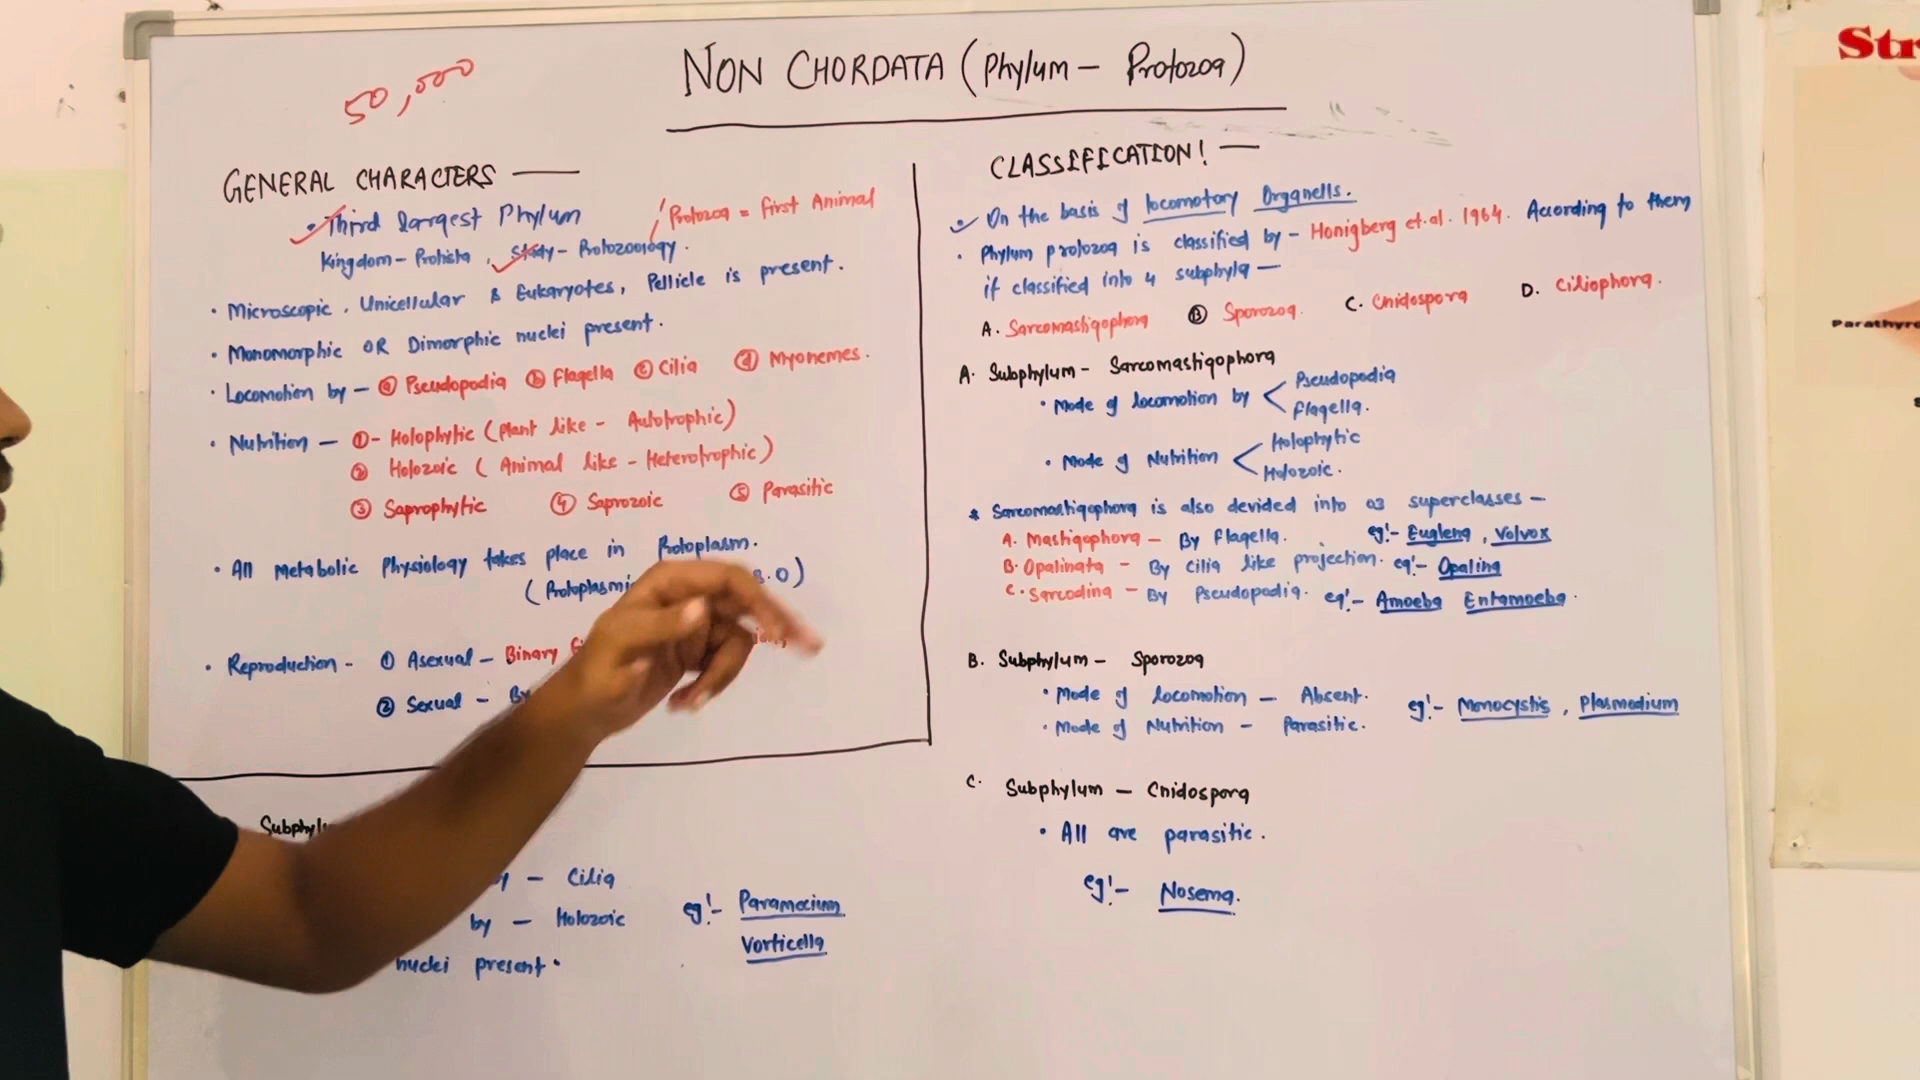 NON CHORDATA (Phylum - Protozoa)
50,000
GENERAL CHARACTERS —
• Third largest Phylum
Protozoa = first Animal
Kingdom - Protista, Study - Protozoology.
• Microscopic, Unicellular & Eukaryotes, Pellicle is present.
• Monomorphic OR Dimorphic nuclei present.
• Locomotion by - ⓐ Pseudopodia ⓑ Flagella ⓒ Cilia ⓓ Myonemes.
• Nutrition - ①- Holophytic (Plant like - Autotrophic)
② Holozoic (Animal like - Heterotrophic)
③ Saprophytic ④ Saprozoic ⑤ Parasitic
• All Metabolic Physiology takes place in Protoplasm.
(Protoplasmic
• Reproduction - ① Asexual - Binary
② Sexual - By
— Cilia
by — Holozoic
nuclei present.
eg!- Paramecium
Vorticella
CLASSIFICATION! —
On the basis of locomotory Organells.
• Phylum protozoa is classified by - Honigberg et.al. 1964. According to them
it classified into 4 subphyla —
A. Sarcomastigophora Ⓑ Sporozoa. C. Cnidospora D. Ciliophora.
A. Subphylum - Sarcomastigophora
• Mode of locomotion by < Pseudopodia
Flagella.
• Mode of Nutrition < Holophytic
Holozoic.
* Sarcomastigophora is also devided into 03 superclasses -
A. Mastigophora - By flagella. eg!- Euglena, Volvox
B. Opalinata - By cilia like projection. eg!- Opalina
C. Sarcodina - By Pseudopodia. eg!- Amoeba Entamoeba.
B. Subphylum - Sporozoa
• Mode of locomotion - Absent.
• Mode of Nutrition - Parasitic. eg!- Monocystis, Plasmodium
C. Subphylum - Cnidospora
• All are parasitic.
eg!- Nosema.
Str
Parathyr